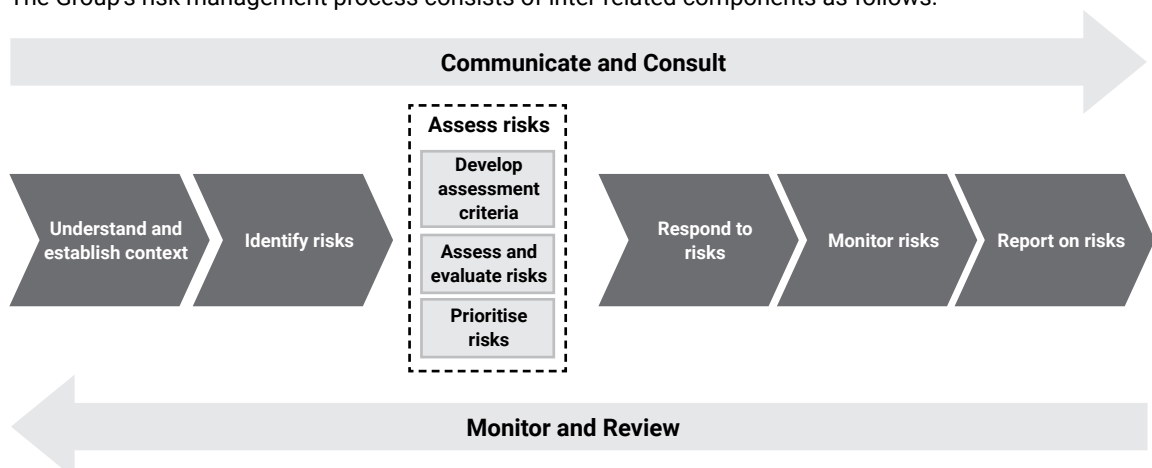 The Group's risk management process consists of inter-related components as follows:
Communicate and Consult
Assess risks
Develop
assessment
criteria
Assess and
evaluate risks
Prioritise
risks
Understand and
establish context
Identify risks
Respond to
risks
Monitor risks
Report on risks
Monitor and Review